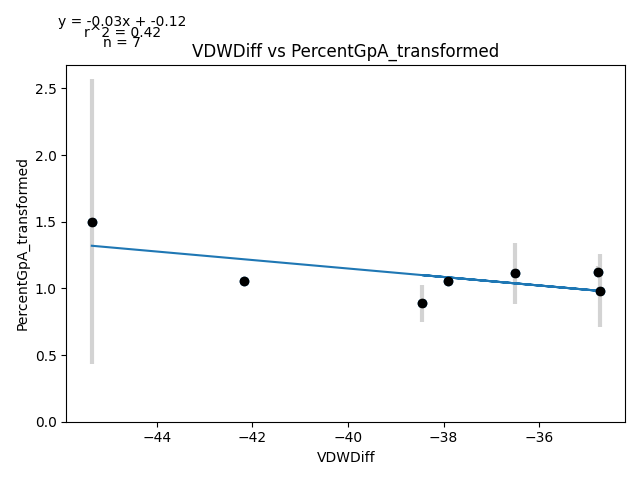 y = -0.03x + -0.12
r^2 = 0.42
n = 7
VDWDiff vs PercentGpA_transformed
PercentGpA_transformed
2.5
2.0
1.5
1.0
0.5
0.0
−44 −42 −40 −38 −36
VDWDiff